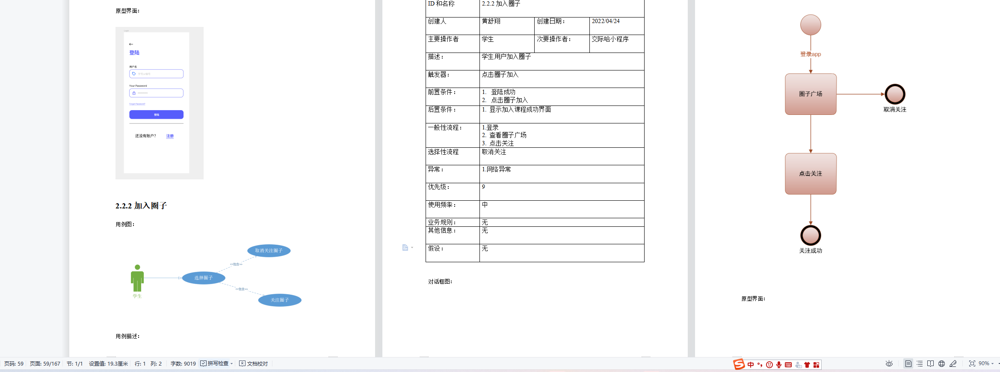 原型界面：
Login
登陆
用户名
Your Password
*********
Forgot Password?
登陆
还没有账户？ 注册
2.2.2 加入圈子
用例图：
取消关注圈子
<<包含>>
选择圈子
<<包含>>
关注圈子
学生
用例描述：
ID 和名称 2.2.2 加入圈子
创建人 黄舒翔 创建日期： 2022/04/24
主要操作者 学生 次要操作者： 交际哈小程序
描述： 学生用户加入圈子
触发器： 点击圈子加入
前置条件： 1. 登陆成功
2. 点击圈子加入
后置条件： 1. 显示加入课程成功界面
一般性流程： 1.登录
2. 查看圈子广场
3. 点击关注
选择性流程 取消关注
异常： 1.网络异常
优先级： 9
使用频率： 中
业务规则： 无
其他信息： 无
假设： 无
对话框图：
登录app
圈子广场
取消关注
点击关注
关注成功
原型界面：
页码: 59 页面: 59/167 节: 1/1 设置值: 19.3厘米 行: 1 列: 2 字数: 9019 拼写检查 文档校对
S 中
90%